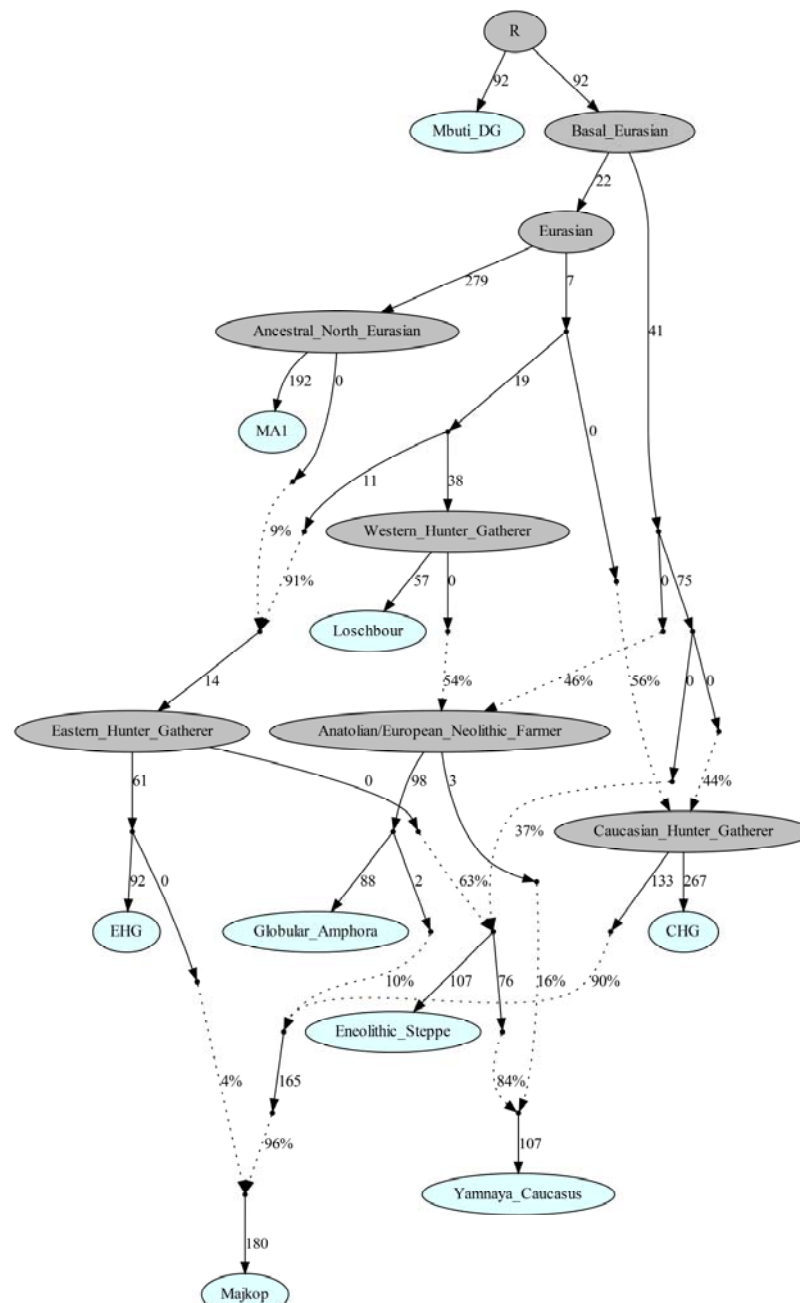 R
92 92
Mbuti_DG Basal_Eurasian
22
Eurasian
279 7
Ancestral_North_Eurasian 41
192 0 19
MA1 0
11 38
9% Western_Hunter_Gatherer
91% 57 0 0 75
Loschbour
14 54% 46% 56% 0 0
Eastern_Hunter_Gatherer Anatolian/European_Neolithic_Farmer
61 0 98 3 44%
37% Caucasian_Hunter_Gatherer
92 0 88 2 63% 133 267
EHG Globular_Amphora CHG
10% 107 76 16% 90%
Eneolithic_Steppe
4% 165 84%
96% 107
Yamnaya_Caucasus
180
Majkop